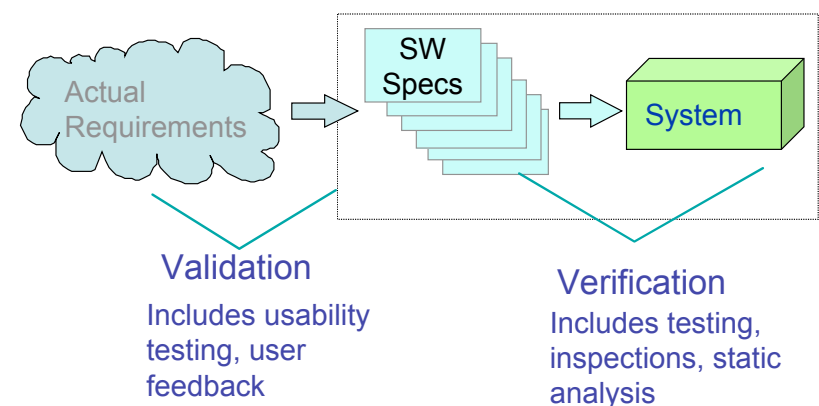 Actual
Requirements
SW
Specs
System
Validation
Includes usability
testing, user
feedback
Verification
Includes testing,
inspections, static
analysis